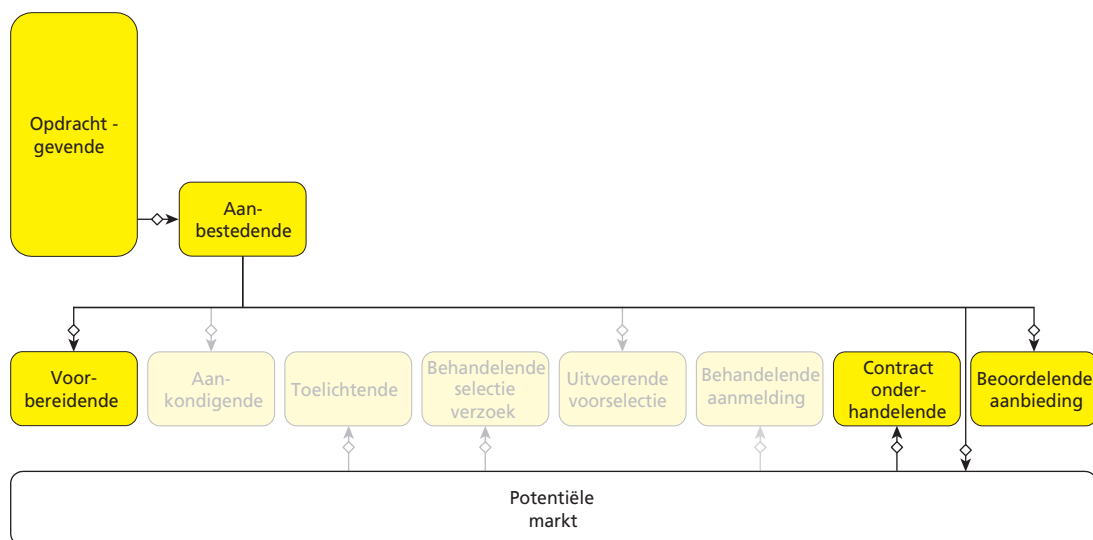 Opdracht -
gevende
Aan-
bestedende
Voor-
bereidende
Aan-
kondigende
Toelichtende
Behandelende
selectie
verzoek
Uitvoerende
voorselectie
Behandelende
aanmelding
Contract
onder-
handelende
Beoordelende
aanbieding
Potentiële
markt